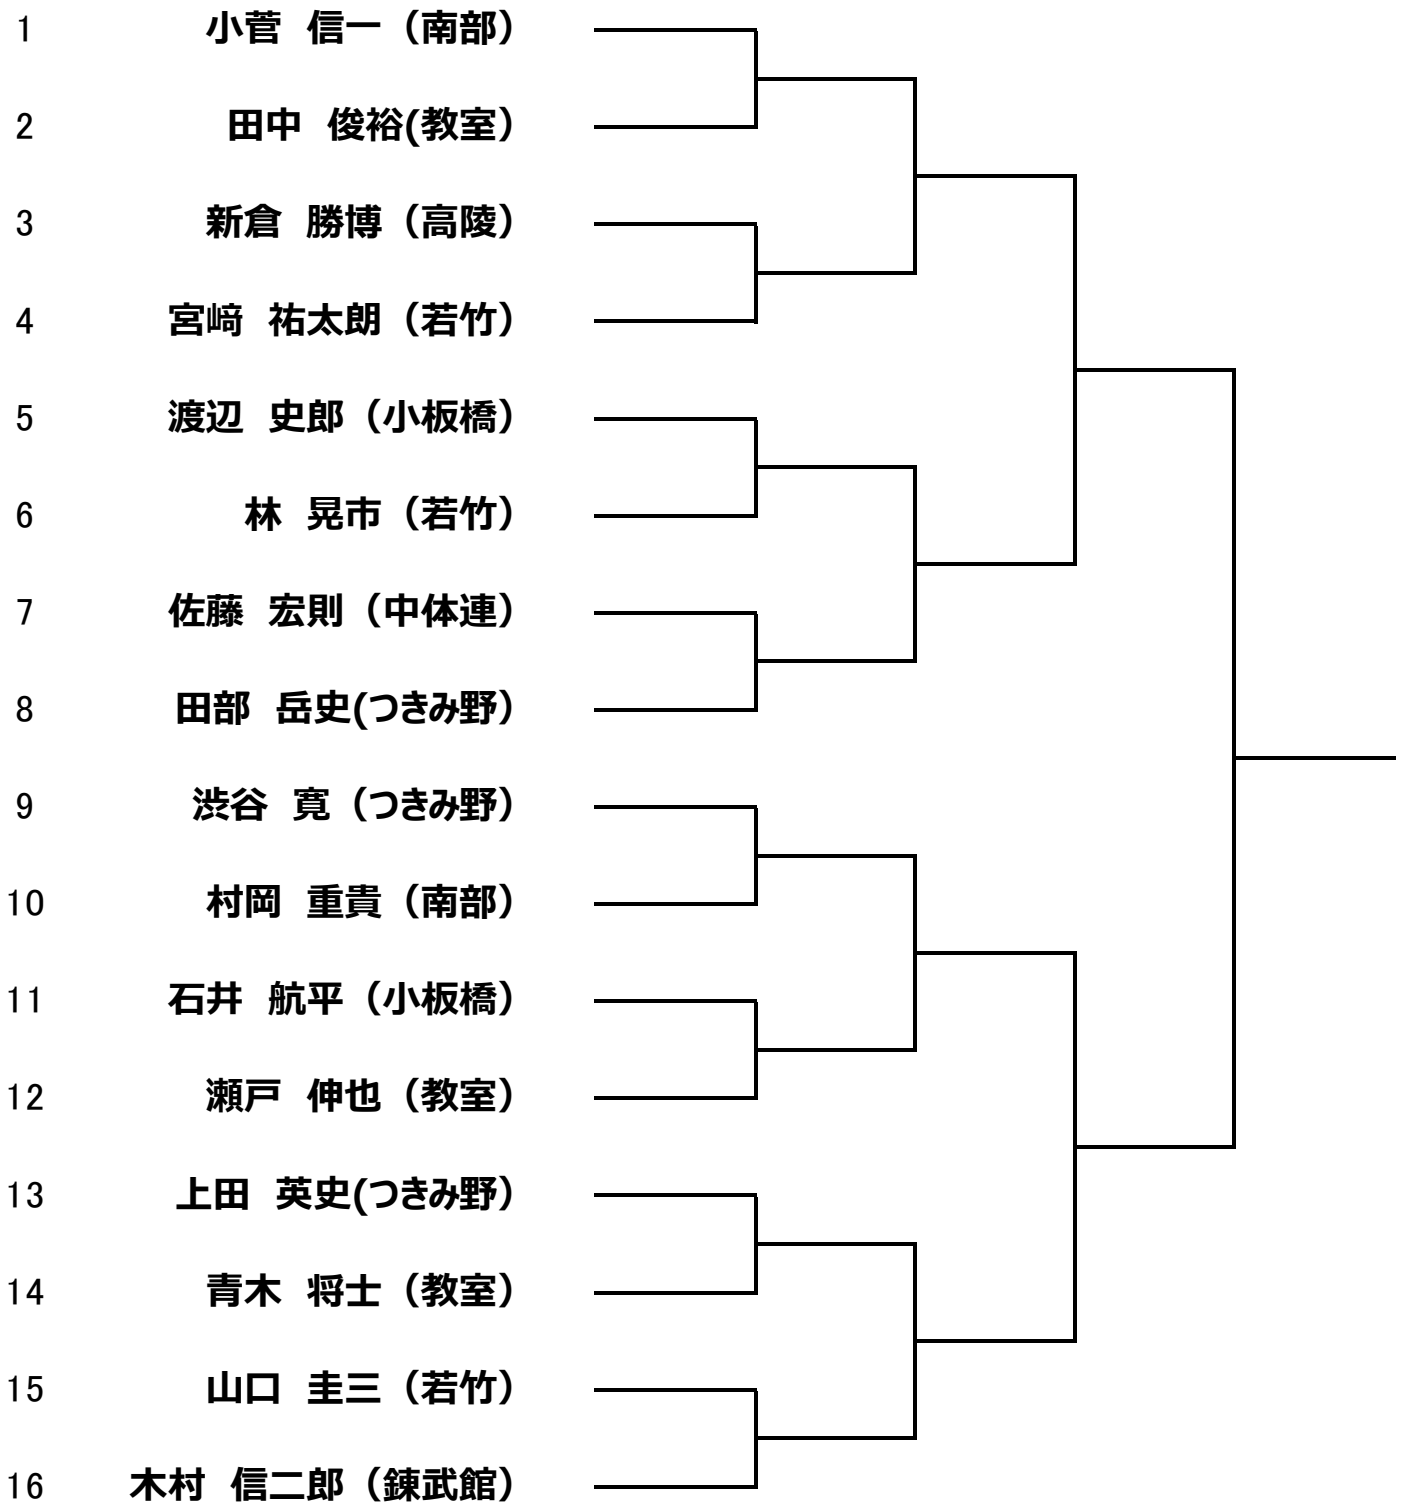 1 小菅 信一（南部）
2 田中 俊裕(教室）
3 新倉 勝博（高陵）
4 宮﨑 祐太朗（若竹）
5 渡辺 史郎（小板橋）
6 林 晃市（若竹）
7 佐藤 宏則（中体連）
8 田部 岳史(つきみ野）
9 渋谷 寛（つきみ野）
10 村岡 重貴（南部）
11 石井 航平（小板橋）
12 瀬戸 伸也（教室）
13 上田 英史(つきみ野）
14 青木 将士（教室）
15 山口 圭三（若竹）
16 木村 信二郎（錬武館）